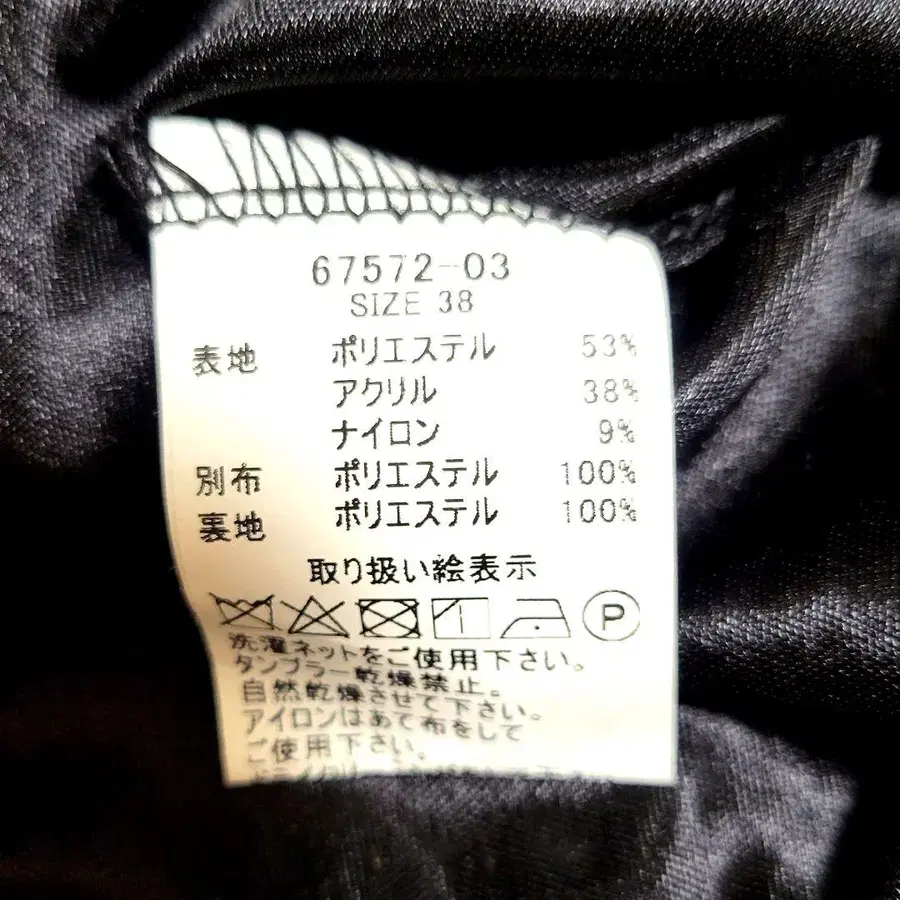 67572-03
SIZE 38
表地 ポリエステル 53%
アクリル 38%
ナイロン 9%
別布 ポリエステル 100%
裏地 ポリエステル 100%
取り扱い絵表示
P
洗濯ネットをご使用下さい。
タンブラー乾燥禁止。
自然乾燥させて下さい。
アイロンはあて布をして
ご使用下さい。